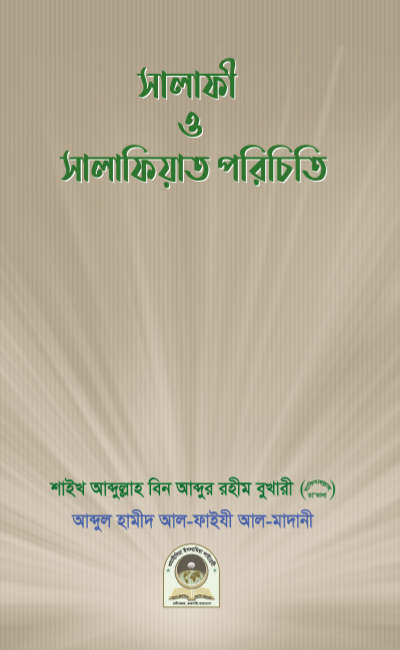 সালাফী
ও
সালাফিয়াত পরিচিতি
শাইখ আব্দুল্লাহ বিন আব্দুর রহীম বুখারী
আব্দুল হামীদ আল-ফাইযী আল-মাদানী